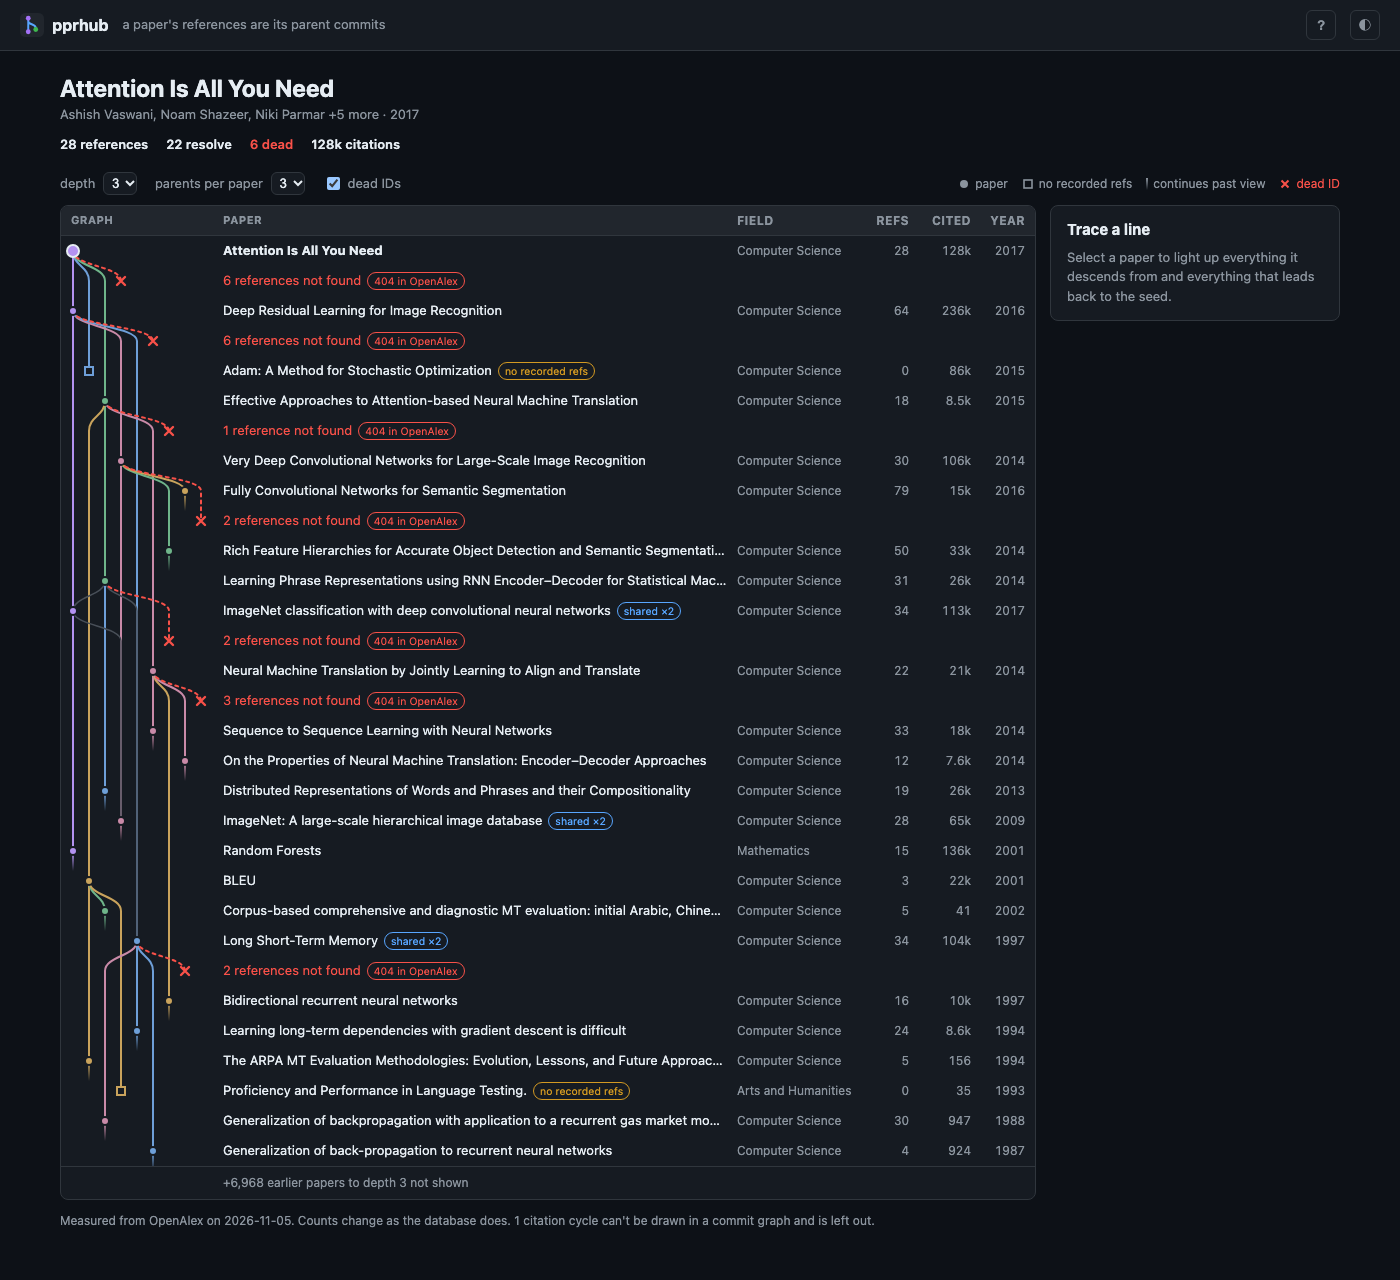 pprhub a paper's references are its parent commits ?
Attention Is All You Need
Ashish Vaswani, Noam Shazeer, Niki Parmar +5 more · 2017
28 references 22 resolve 6 dead 128k citations
depth 3 parents per paper 3 dead IDs paper no recorded refs continues past view dead ID
GRAPH PAPER FIELD REFS CITED YEAR
Attention Is All You Need Computer Science 28 128k 2017
6 references not found 404 in OpenAlex
Deep Residual Learning for Image Recognition Computer Science 64 236k 2016
6 references not found 404 in OpenAlex
Adam: A Method for Stochastic Optimization no recorded refs Computer Science 0 86k 2015
Effective Approaches to Attention-based Neural Machine Translation Computer Science 18 8.5k 2015
1 reference not found 404 in OpenAlex
Very Deep Convolutional Networks for Large-Scale Image Recognition Computer Science 30 106k 2014
Fully Convolutional Networks for Semantic Segmentation Computer Science 79 15k 2016
2 references not found 404 in OpenAlex
Rich Feature Hierarchies for Accurate Object Detection and Semantic Segmentati... Computer Science 50 33k 2014
Learning Phrase Representations using RNN Encoder–Decoder for Statistical Mac... Computer Science 31 26k 2014
ImageNet classification with deep convolutional neural networks shared ×2 Computer Science 34 113k 2017
2 references not found 404 in OpenAlex
Neural Machine Translation by Jointly Learning to Align and Translate Computer Science 22 21k 2014
3 references not found 404 in OpenAlex
Sequence to Sequence Learning with Neural Networks Computer Science 33 18k 2014
On the Properties of Neural Machine Translation: Encoder–Decoder Approaches Computer Science 12 7.6k 2014
Distributed Representations of Words and Phrases and their Compositionality Computer Science 19 26k 2013
ImageNet: A large-scale hierarchical image database shared ×2 Computer Science 28 65k 2009
Random Forests Mathematics 15 136k 2001
BLEU Computer Science 3 22k 2001
Corpus-based comprehensive and diagnostic MT evaluation: initial Arabic, Chine... Computer Science 5 41 2002
Long Short-Term Memory shared ×2 Computer Science 34 104k 1997
2 references not found 404 in OpenAlex
Bidirectional recurrent neural networks Computer Science 16 10k 1997
Learning long-term dependencies with gradient descent is difficult Computer Science 24 8.6k 1994
The ARPA MT Evaluation Methodologies: Evolution, Lessons, and Future Approac... Computer Science 5 156 1994
Proficiency and Performance in Language Testing. no recorded refs Arts and Humanities 0 35 1993
Generalization of backpropagation with application to a recurrent gas market mo... Computer Science 30 947 1988
Generalization of back-propagation to recurrent neural networks Computer Science 4 924 1987
+6,968 earlier papers to depth 3 not shown
Trace a line
Select a paper to light up everything it
descends from and everything that leads
back to the seed.
Measured from OpenAlex on 2026-11-05. Counts change as the database does. 1 citation cycle can't be drawn in a commit graph and is left out.